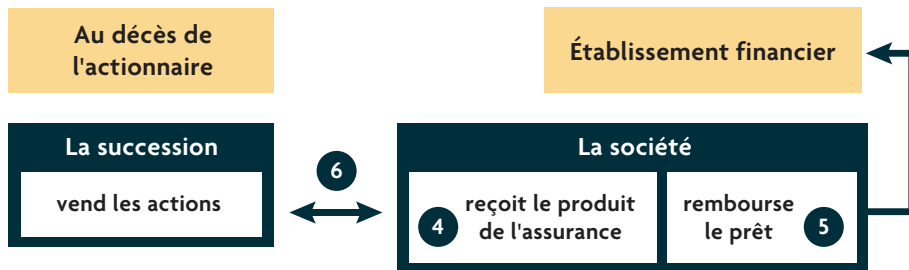 Au décès de
l'actionnaire
Établissement financier
La succession
vend les actions
6
La société
4
reçoit le produit
de l'assurance
rembourse
le prêt
5